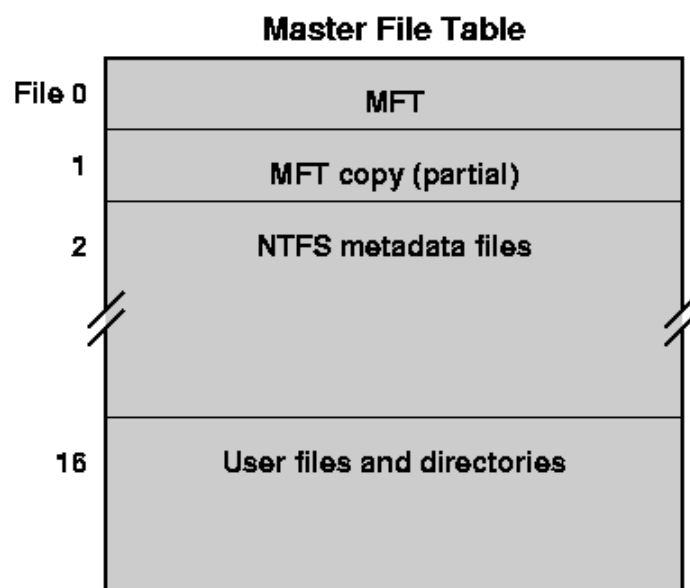 Master File Table
File 0 MFT
1 MFT copy (partial)
2 NTFS metadata files
16 User files and directories